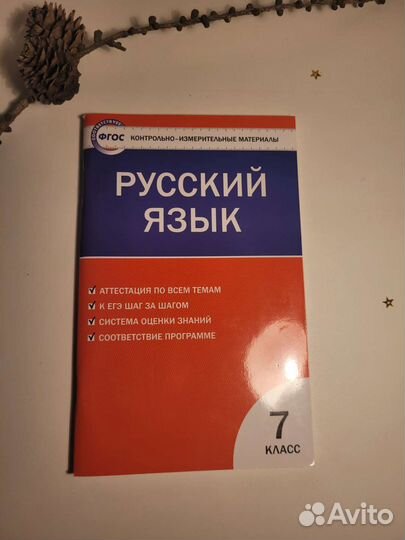 СООТВЕТСТВУЕТ
ФГОС
КОНТРОЛЬНО-ИЗМЕРИТЕЛЬНЫЕ МАТЕРИАЛЫ
РУССКИЙ
ЯЗЫК
АТТЕСТАЦИЯ ПО ВСЕМ ТЕМАМ
К ЕГЭ ШАГ ЗА ШАГОМ
СИСТЕМА ОЦЕНКИ ЗНАНИЙ
СООТВЕТСТВИЕ ПРОГРАММЕ
7
КЛАСС
Avito